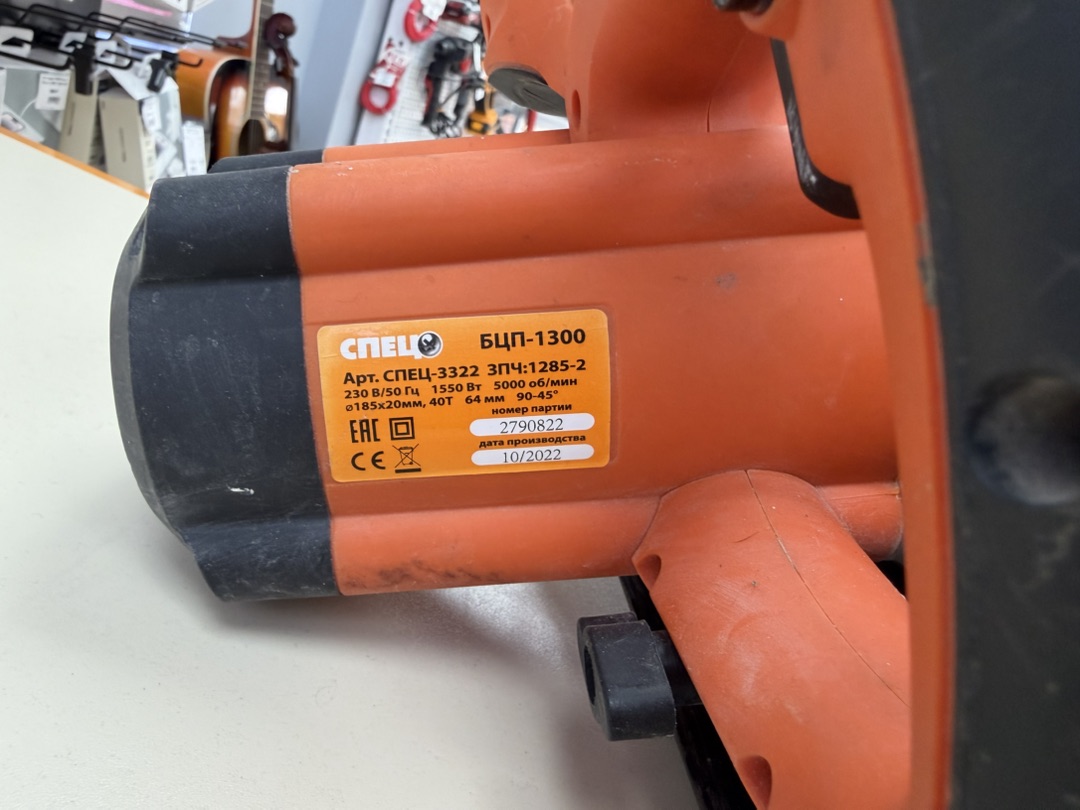 СПЕЦ БЦП-1300
Арт. СПЕЦ-3322 ЗПЧ:1285-2
230 В/50 Гц 1550 Вт 5000 об/мин
⌀185х20мм, 40Т 64 мм 90-45°
номер партии
2790822
дата производства
10/2022
EAC
CE